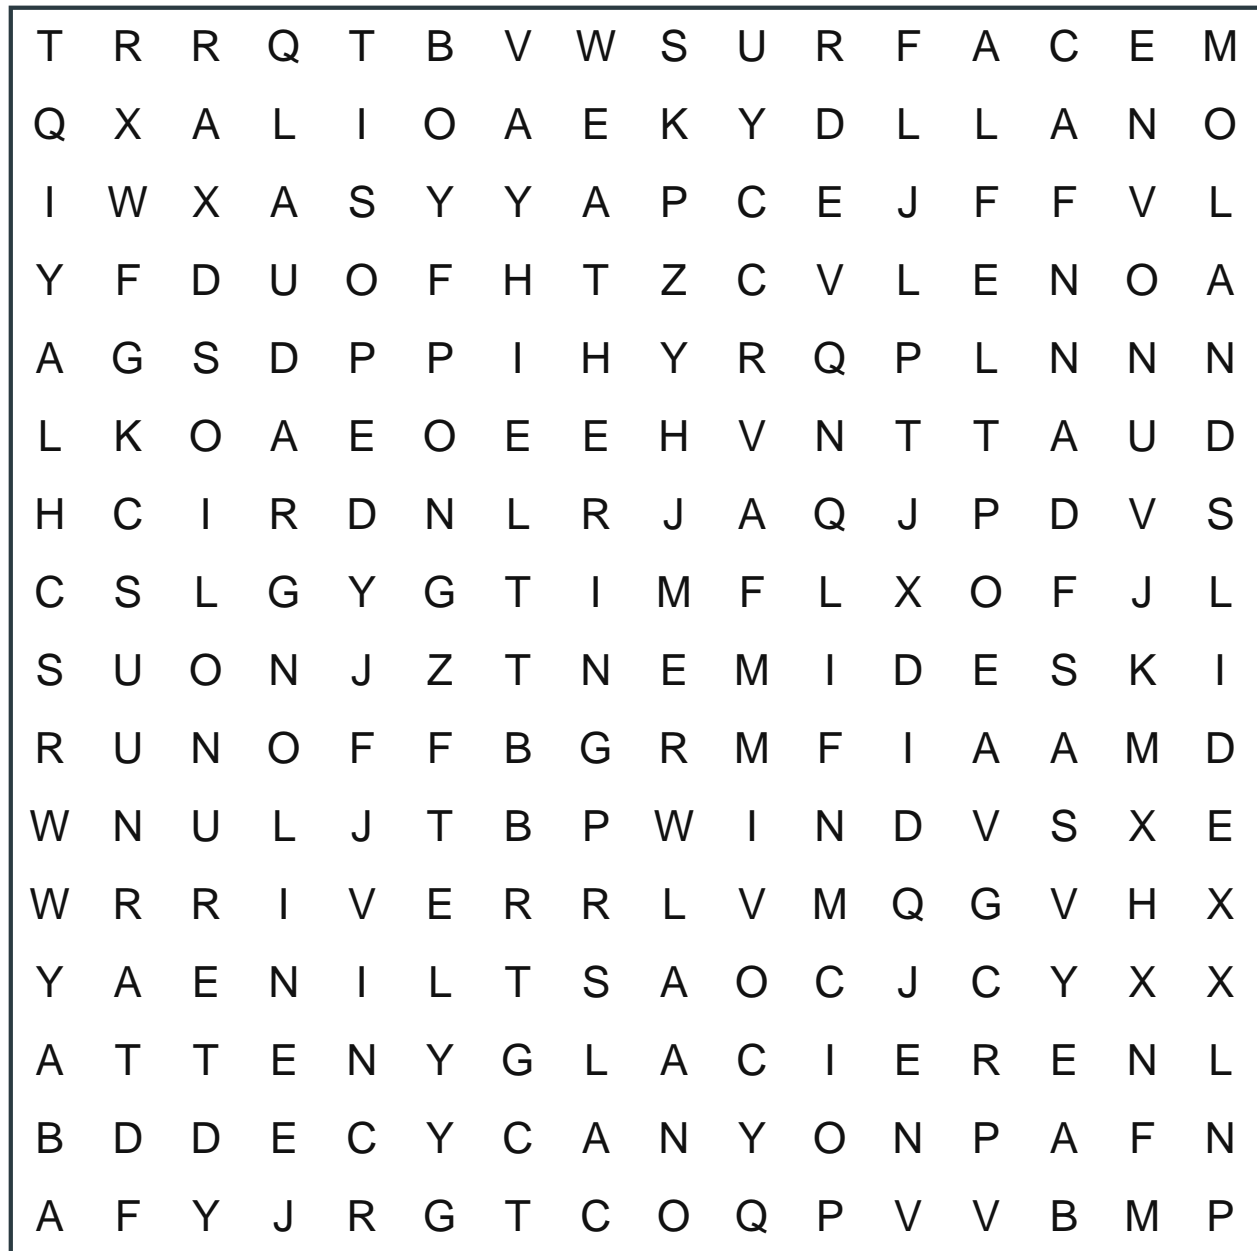 T R R Q T B V W S U R F A C E M
Q X A L I O A E K Y D L L A N O
I W X A S Y Y A P C E J F F V L
Y F D U O F H T Z C V L E N O A
A G S D P P I H Y R Q P L N N N
L K O A E O E E H V N T T A U D
H C I R D N L R J A Q J P D V S
C S L G Y G T I M F L X O F J L
S U O N J Z T N E M I D E S K I
R U N O F F B G R M F I A A M D
W N U L J T B P W I N D V S X E
W R R I V E R R L V M Q G V H X
Y A E N I L T S A O C J C Y X X
A T T E N Y G L A C I E R E N L
B D D E C Y C A N Y O N P A F N
A F Y J R G T C O Q P V V B M P